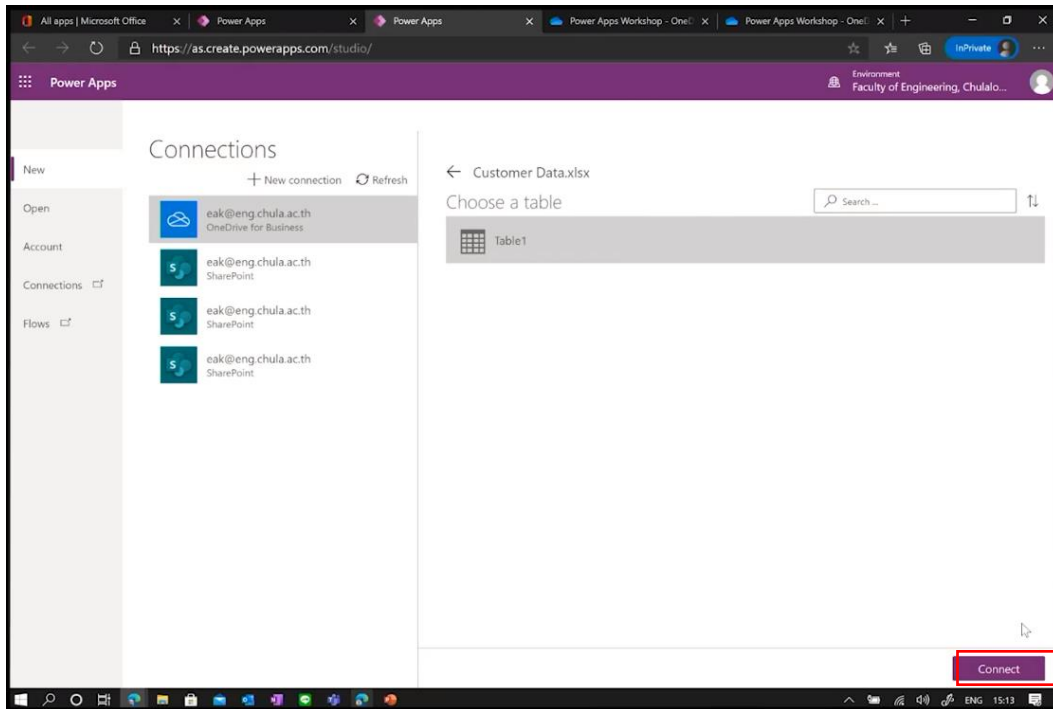 All apps | Microsoft Office
Power Apps
Power Apps
Power Apps Workshop - OneD
Power Apps Workshop - OneD
https://as.create.powerapps.com/studio/
InPrivate
Power Apps
Environment
Faculty of Engineering, Chulalo...
New
Open
Account
Connections
Flows
Connections
New connection
Refresh
eak@eng.chula.ac.th
OneDrive for Business
eak@eng.chula.ac.th
SharePoint
eak@eng.chula.ac.th
SharePoint
eak@eng.chula.ac.th
SharePoint
Customer Data.xlsx
Choose a table
Search ...
Table1
Connect
ENG 15:13